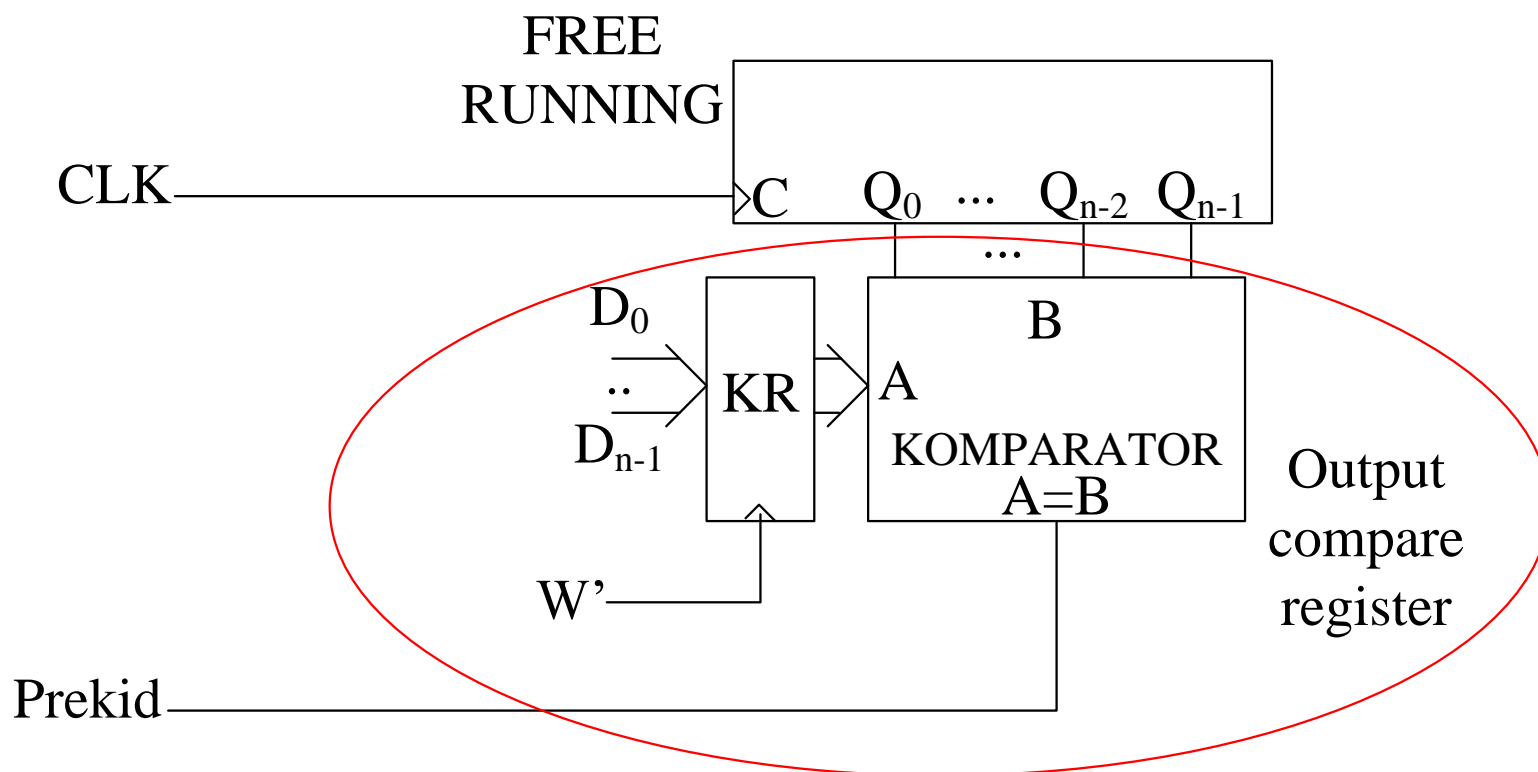 FREE
RUNNING
CLK
C Q0 ... Qn-2 Qn-1
...
D0
..
Dn-1
KR
B
A
KOMPARATOR
A=B
Output
compare
register
W’
Prekid